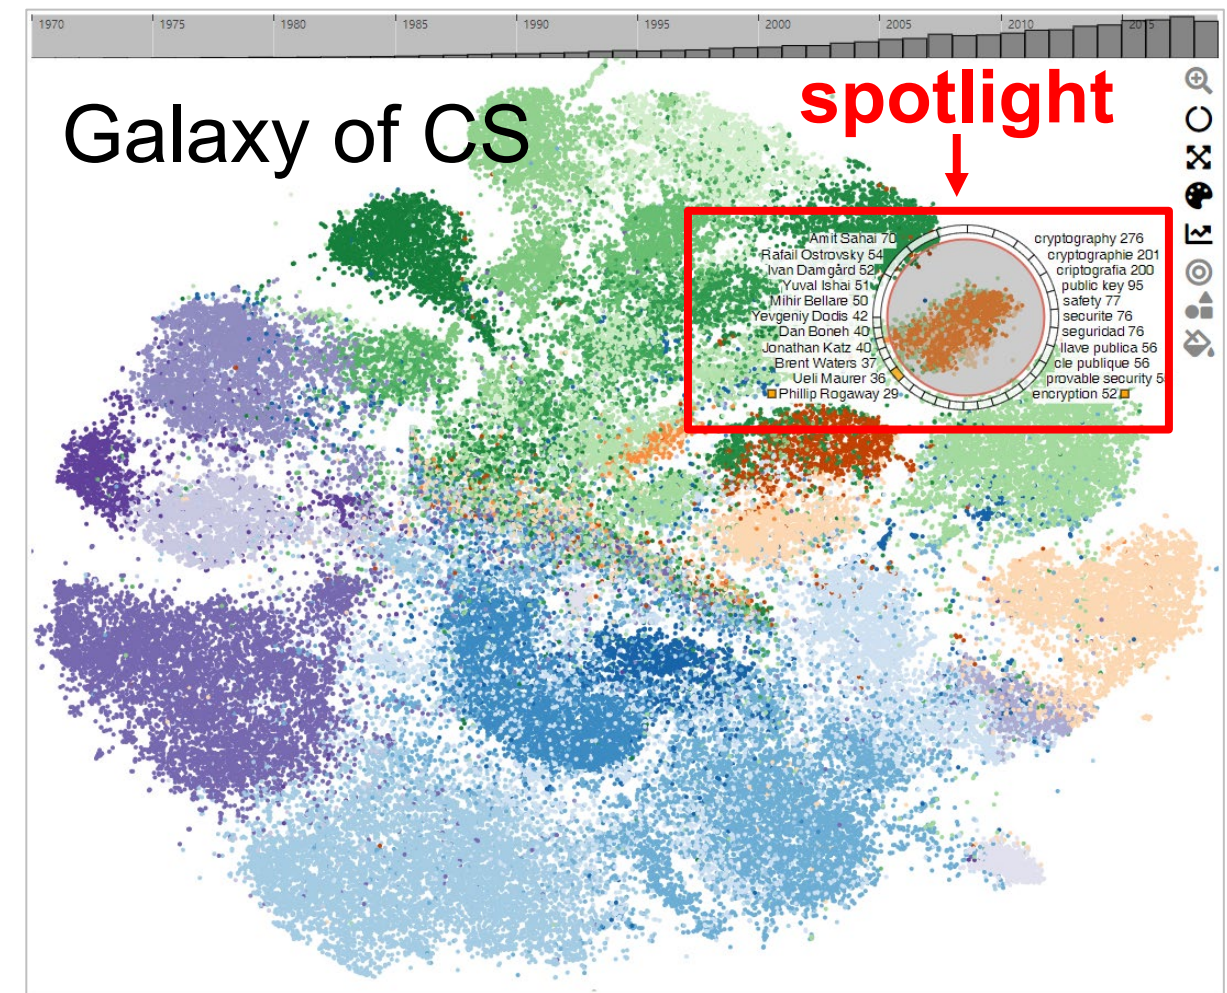 1970 1975 1980 1985 1990 1995 2000 2005 2010 2015
Galaxy of CS
spotlight
Amit Sahai 70
Rafail Ostrovsky 54
Ivan Damgård 52
Yuval Ishai 51
Mihir Bellare 50
Yevgeniy Dodis 42
Dan Boneh 40
Jonathan Katz 40
Brent Waters 37
Ueli Maurer 36
Phillip Rogaway 29
cryptography 276
cryptographie 201
criptografia 200
public key 95
safety 77
securite 76
seguridad 76
llave publica 56
cle publique 56
provable security 5
encryption 52